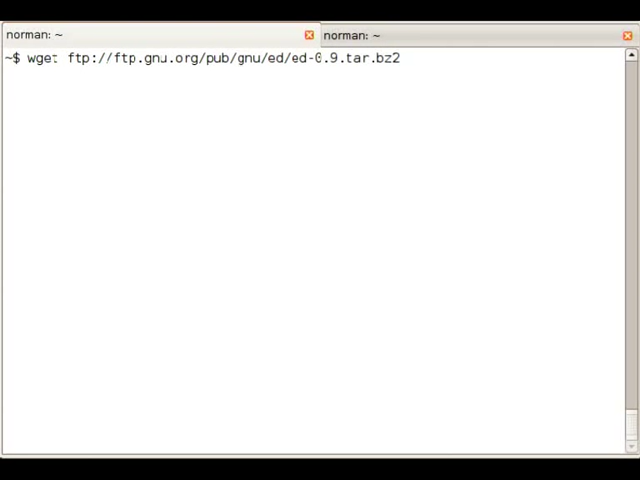 norman: ~
norman: ~
~$ wget ftp://ftp.gnu.org/pub/gnu/ed/ed-0.9.tar.bz2